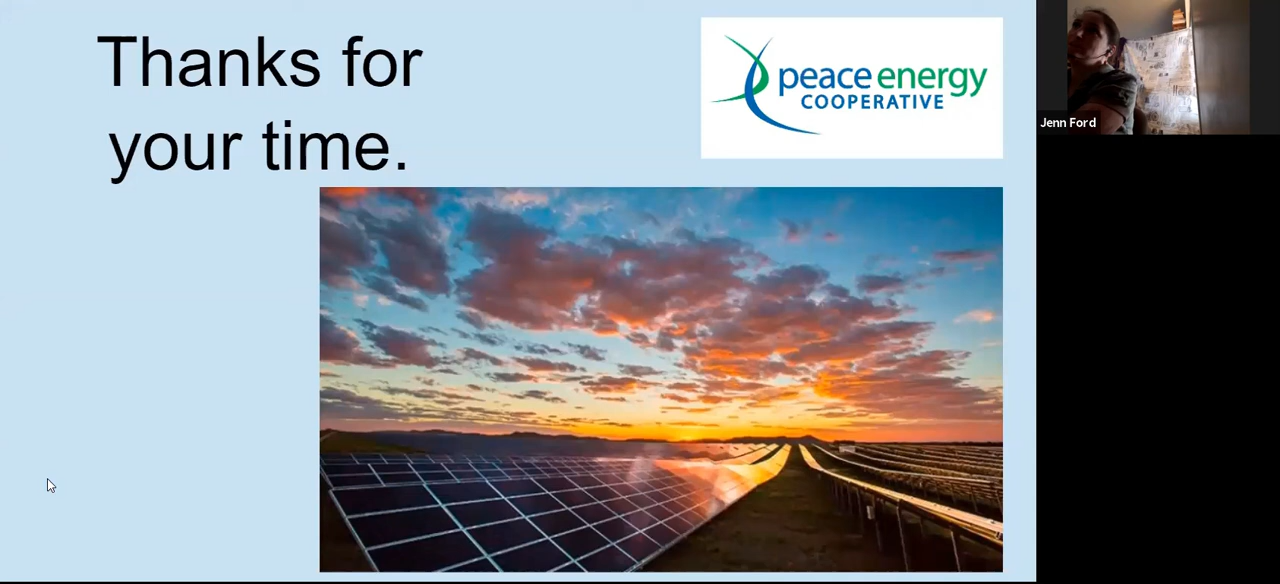 Thanks for
your time.
peace energy
COOPERATIVE
Jenn Ford